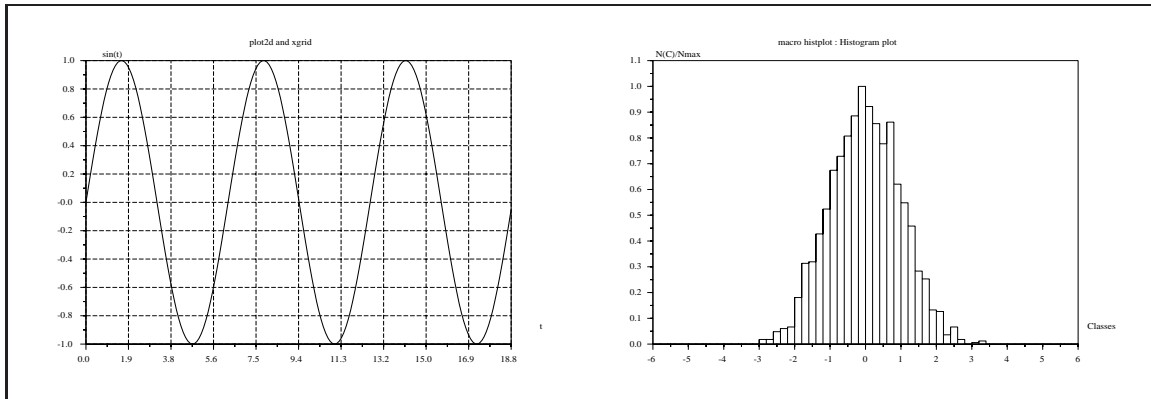 plot2d and xgrid
sin(t)
1.0
0.8
0.6
0.4
0.2
-0.0
-0.2
-0.4
-0.6
-0.8
-1.0
0.0 1.9 3.8 5.6 7.5 9.4 11.3 13.2 15.0 16.9 18.8
t
macro histplot : Histogram plot
N(C)/Nmax
1.1
1.0
0.9
0.8
0.7
0.6
0.5
0.4
0.3
0.2
0.1
0.0
-6 -5 -4 -3 -2 -1 0 1 2 3 4 5 6
Classes